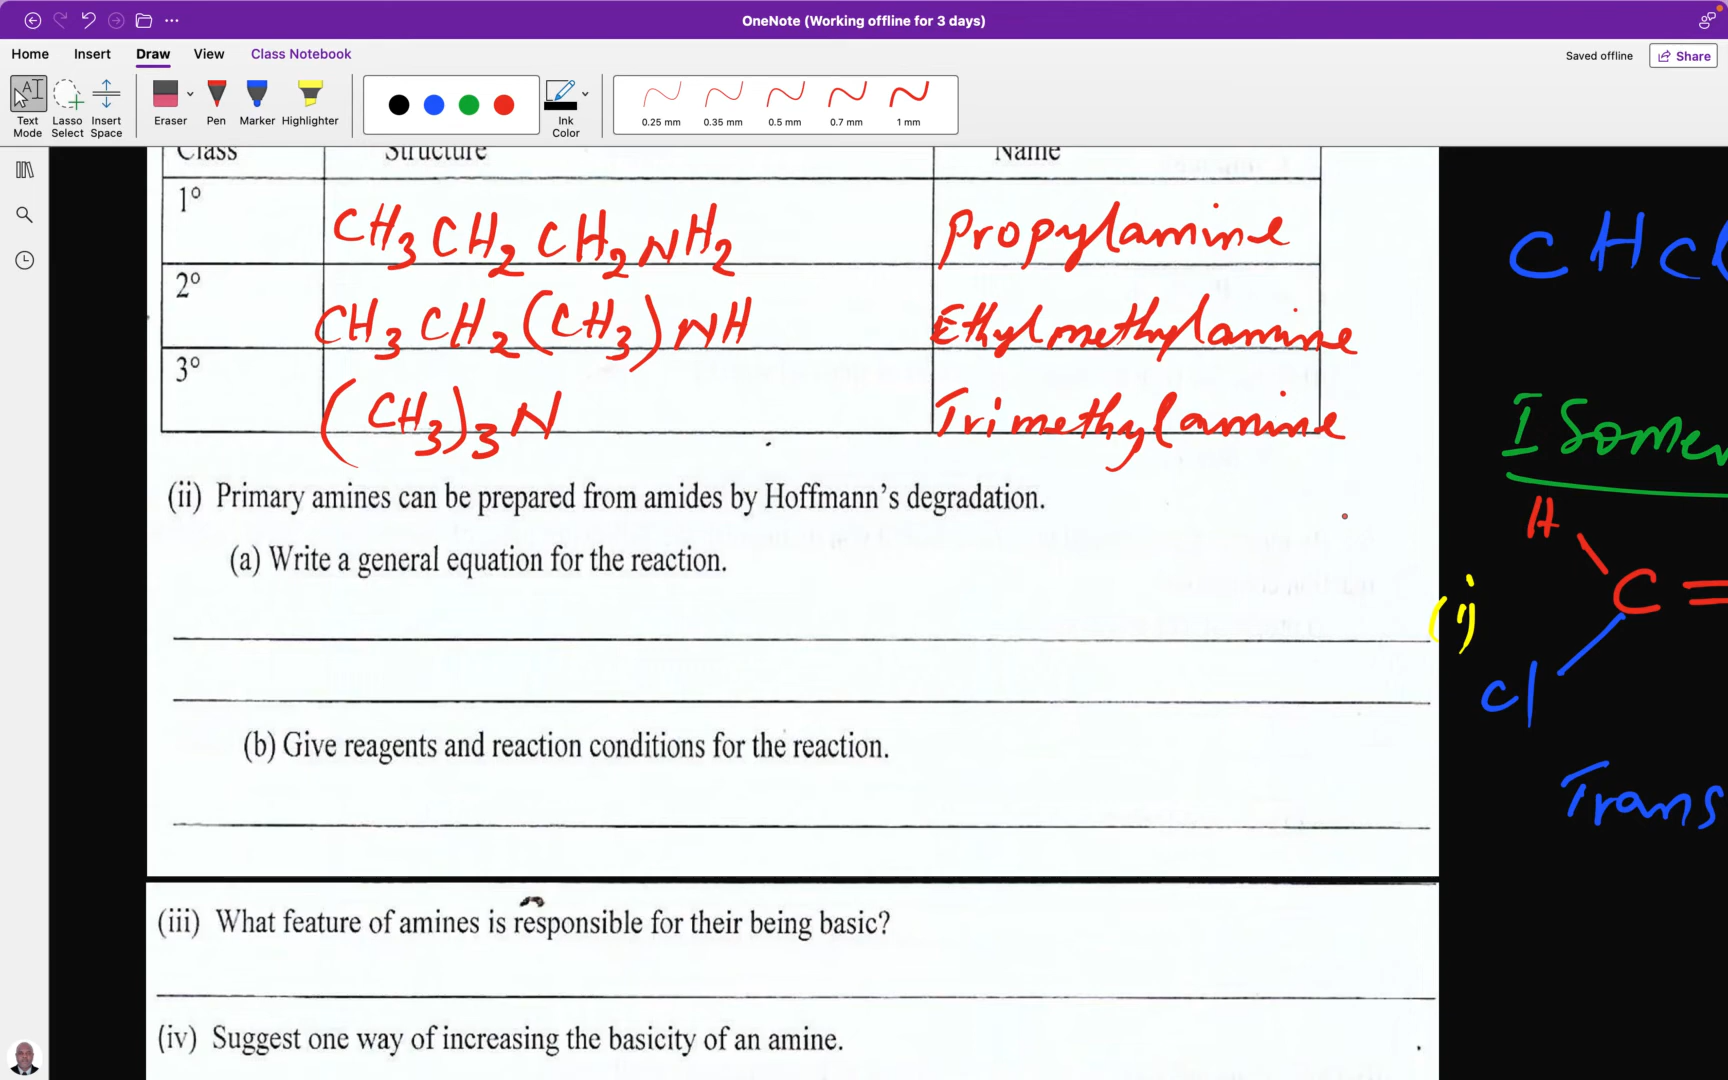 OneNote (Working offline for 3 days)
Home Insert Draw View Class Notebook
Saved offline Share
Text Mode Lasso Select Insert Space Eraser Pen Marker Highlighter Ink Color 0.25 mm 0.35 mm 0.5 mm 0.7 mm 1 mm
Class Structure Name
1° CH3CH2CH2NH2 Propylamine
2° CH3CH2(CH3)NH Ethylmethylamine
3° (CH3)3N Trimethylamine
(ii) Primary amines can be prepared from amides by Hoffmann's degradation.
(a) Write a general equation for the reaction.
(b) Give reagents and reaction conditions for the reaction.
(iii) What feature of amines is responsible for their being basic?
(iv) Suggest one way of increasing the basicity of an amine.
CHCl
Isomer
H
(i) C =
Cl
Trans